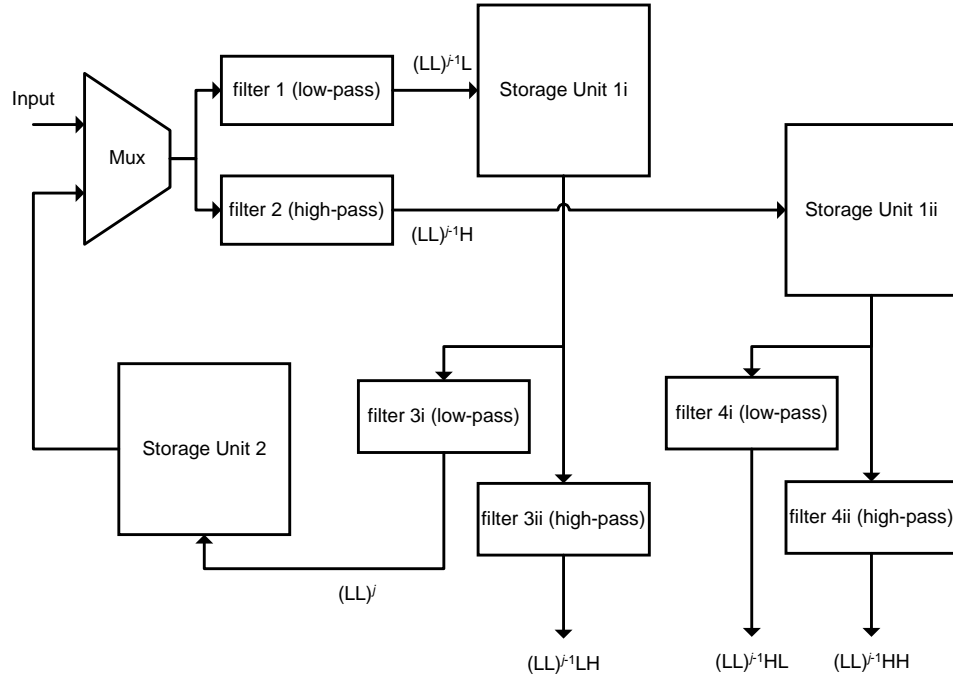 (LL)ʲ⁻¹L
filter 1 (low-pass)
Storage Unit 1i
Input
Mux
filter 2 (high-pass)
Storage Unit 1ii
(LL)ʲ⁻¹H
filter 3i (low-pass)
filter 4i (low-pass)
Storage Unit 2
filter 3ii (high-pass)
filter 4ii (high-pass)
(LL)ʲ
(LL)ʲ⁻¹LH
(LL)ʲ⁻¹HL
(LL)ʲ⁻¹HH